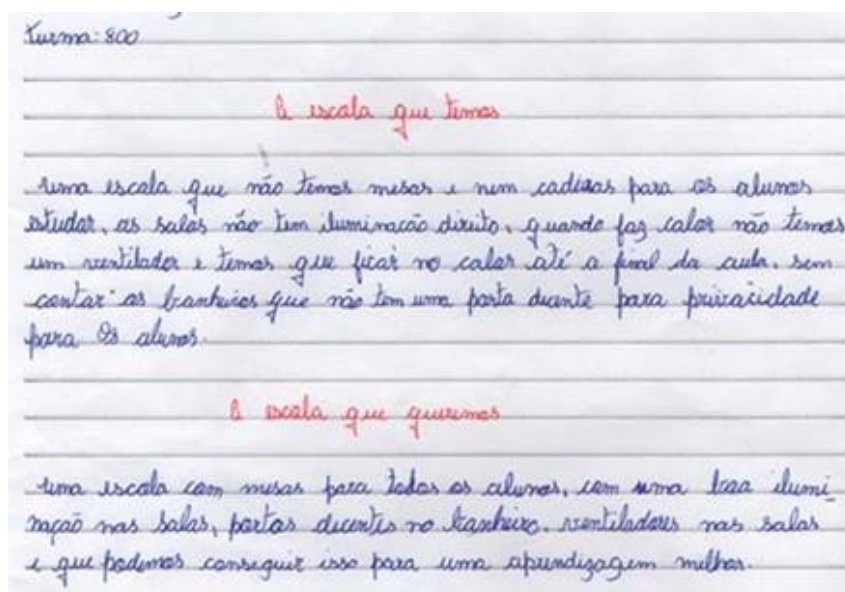 turma: 800
A escola que temos
uma escola que não temos mesas e nem cadeiras para os alunos
estudar, as salas não tem iluminacão direito, quando faz calor não temos
um ventilador e temos que ficar no calor até a final da aula. sem
contar os banheiros que não tem uma porta decente para privacidade
para os alunos.
A escola que queremos
uma escola com mesas para todos os alunos, com uma boa ilumi_
nação nas salas, portas decentes no banheiro. ventiladores nas salas
e que podemos conseguir isso para uma aprendizagem melhor.